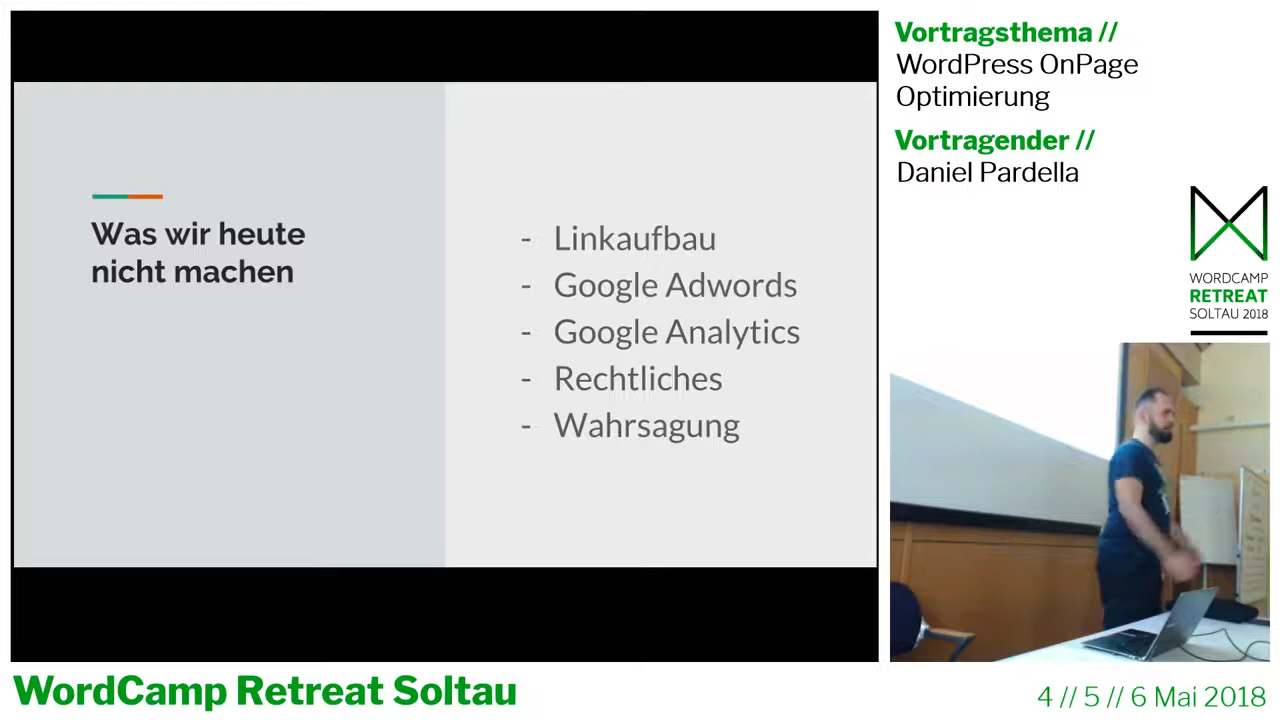 Was wir heute
nicht machen
- Linkaufbau
- Google Adwords
- Google Analytics
- Rechtliches
- Wahrsagung
Vortragsthema //
WordPress OnPage
Optimierung
Vortragender //
Daniel Pardella
WORDCAMP
RETREAT
SOLTAU 2018
WordCamp Retreat Soltau
4 // 5 // 6 Mai 2018